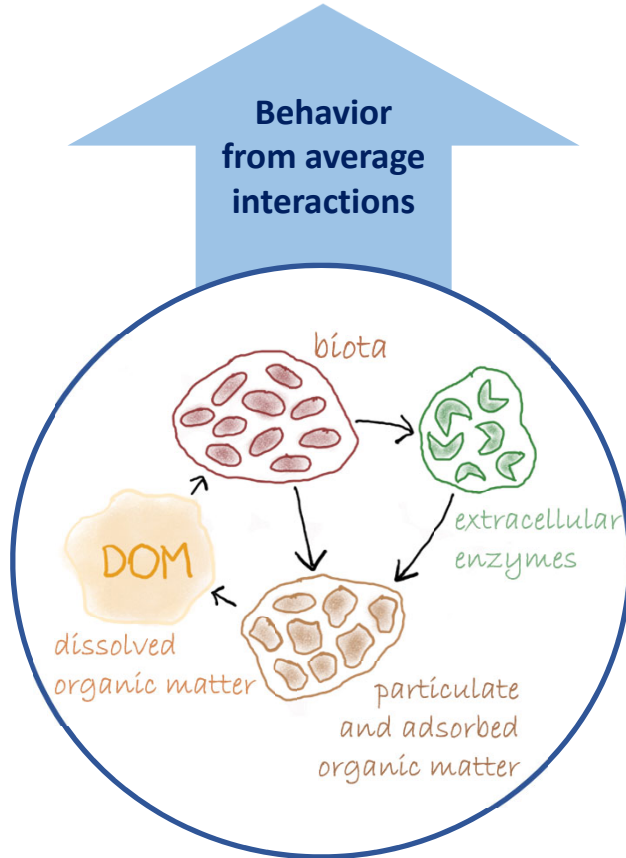 Behavior
from average
interactions
biota
extracellular
enzymes
DOM
dissolved
organic matter
particulate
and adsorbed
organic matter